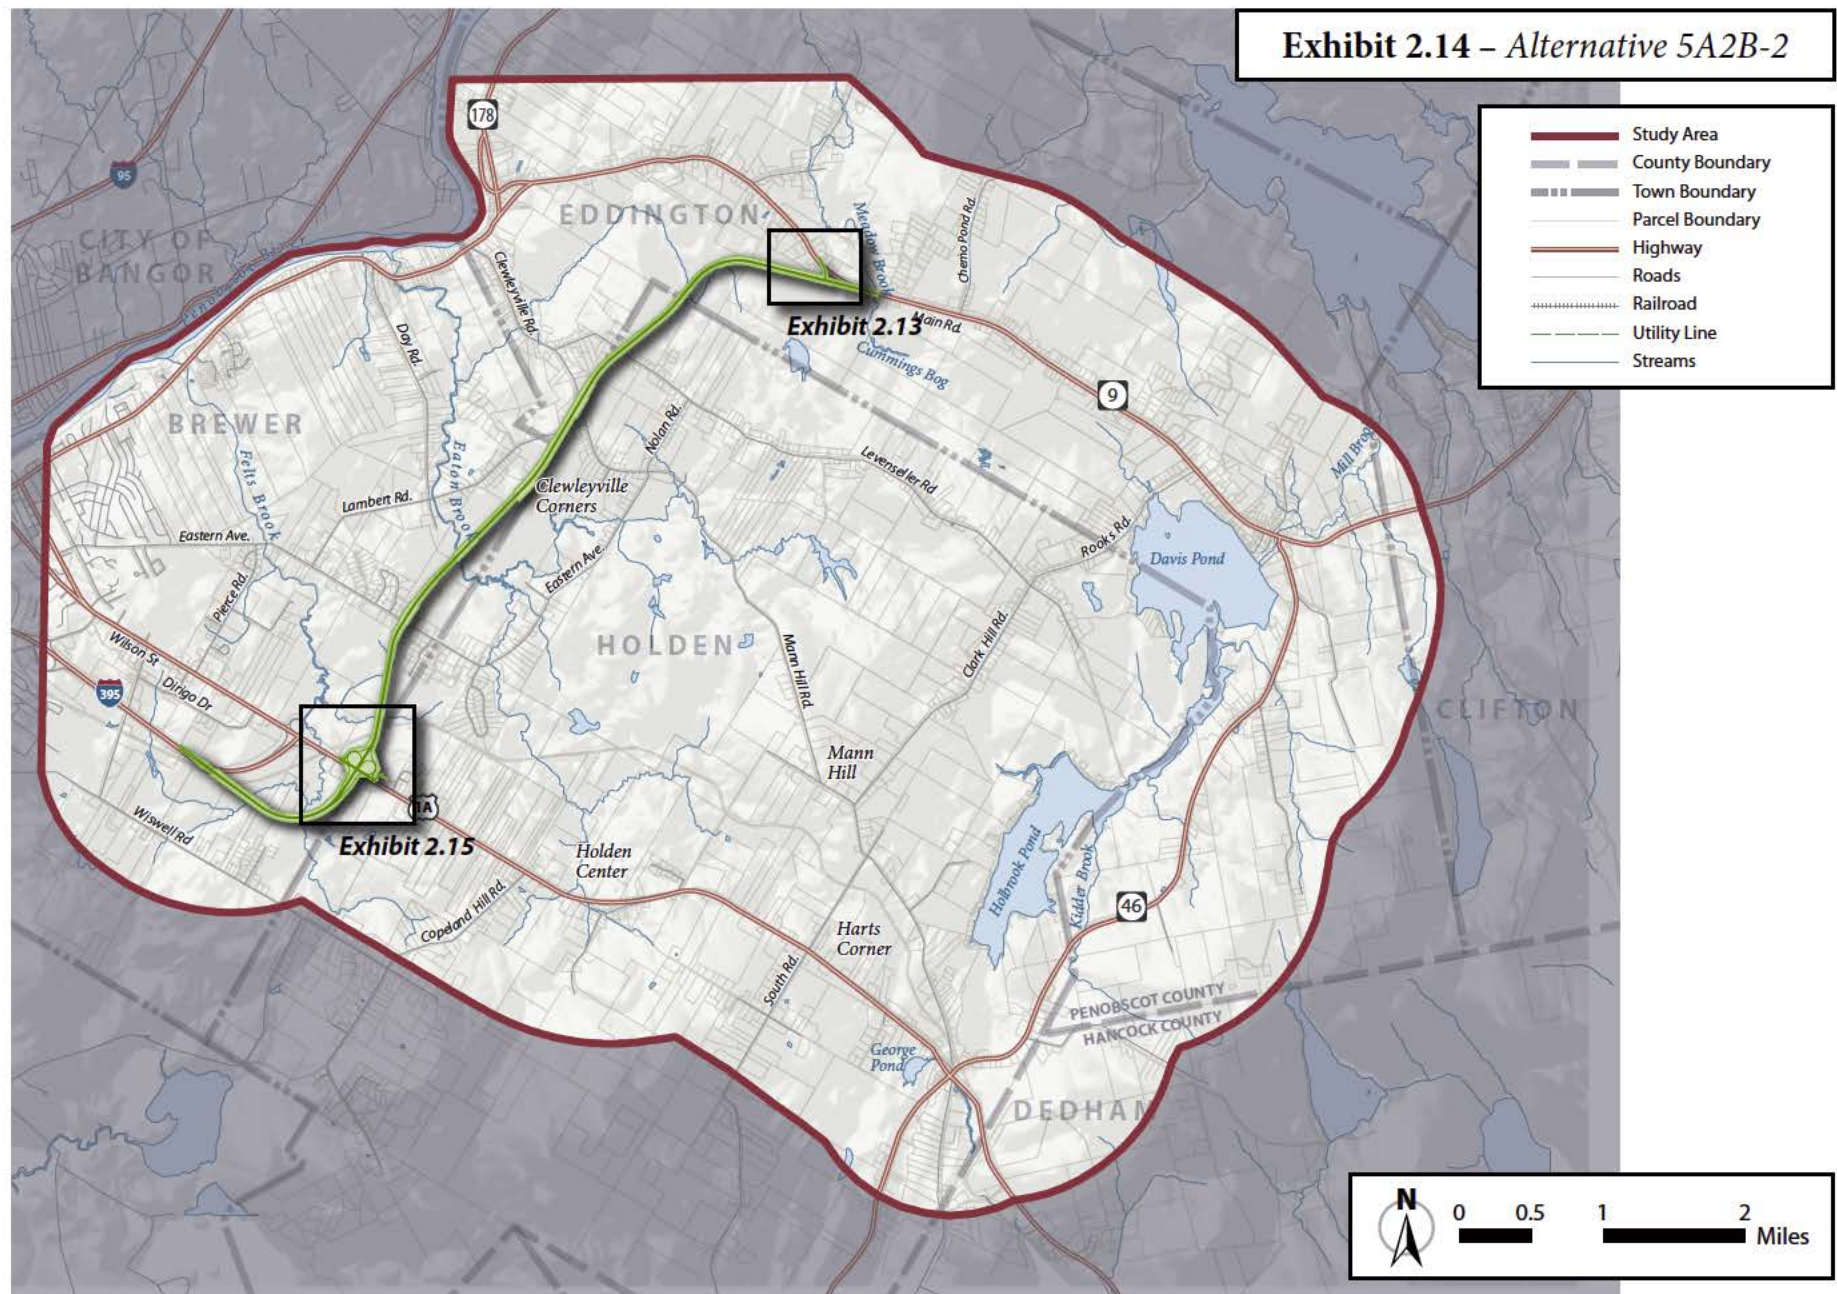 Exhibit 2.14 – Alternative 5A2B-2
Study Area
County Boundary
Town Boundary
Parcel Boundary
Highway
Roads
Railroad
Utility Line
Streams
178
95
EDDINGTON
CITY OF
BANGOR
Meadow Brook
Chemo Pond Rd.
Clewleyville Rd.
Exhibit 2.13
Main Rd.
Day Rd.
Cummings Bog
9
BREWER
Nolan Rd.
Felts Brook
Eaton Brook
Levenseller Rd
Mill Brook
Clewleyville
Corners
Lambert Rd.
Eastern Ave.
Rooks Rd.
Davis Pond
Eastern Ave.
Pierce Rd.
HOLDEN
Wilson St
Mann Hill Rd.
Clark Hill Rd.
Dirigo Dr
395
CLIFTON
Mann
Hill
1A
Wiswell Rd
Exhibit 2.15
Holden
Center
Holbrook Pond
Kidder Brook
46
Copeland Hill Rd.
Harts
Corner
South Rd.
PENOBSCOT COUNTY
HANCOCK COUNTY
George
Pond
DEDHAM
N
0 0.5 1 2
Miles